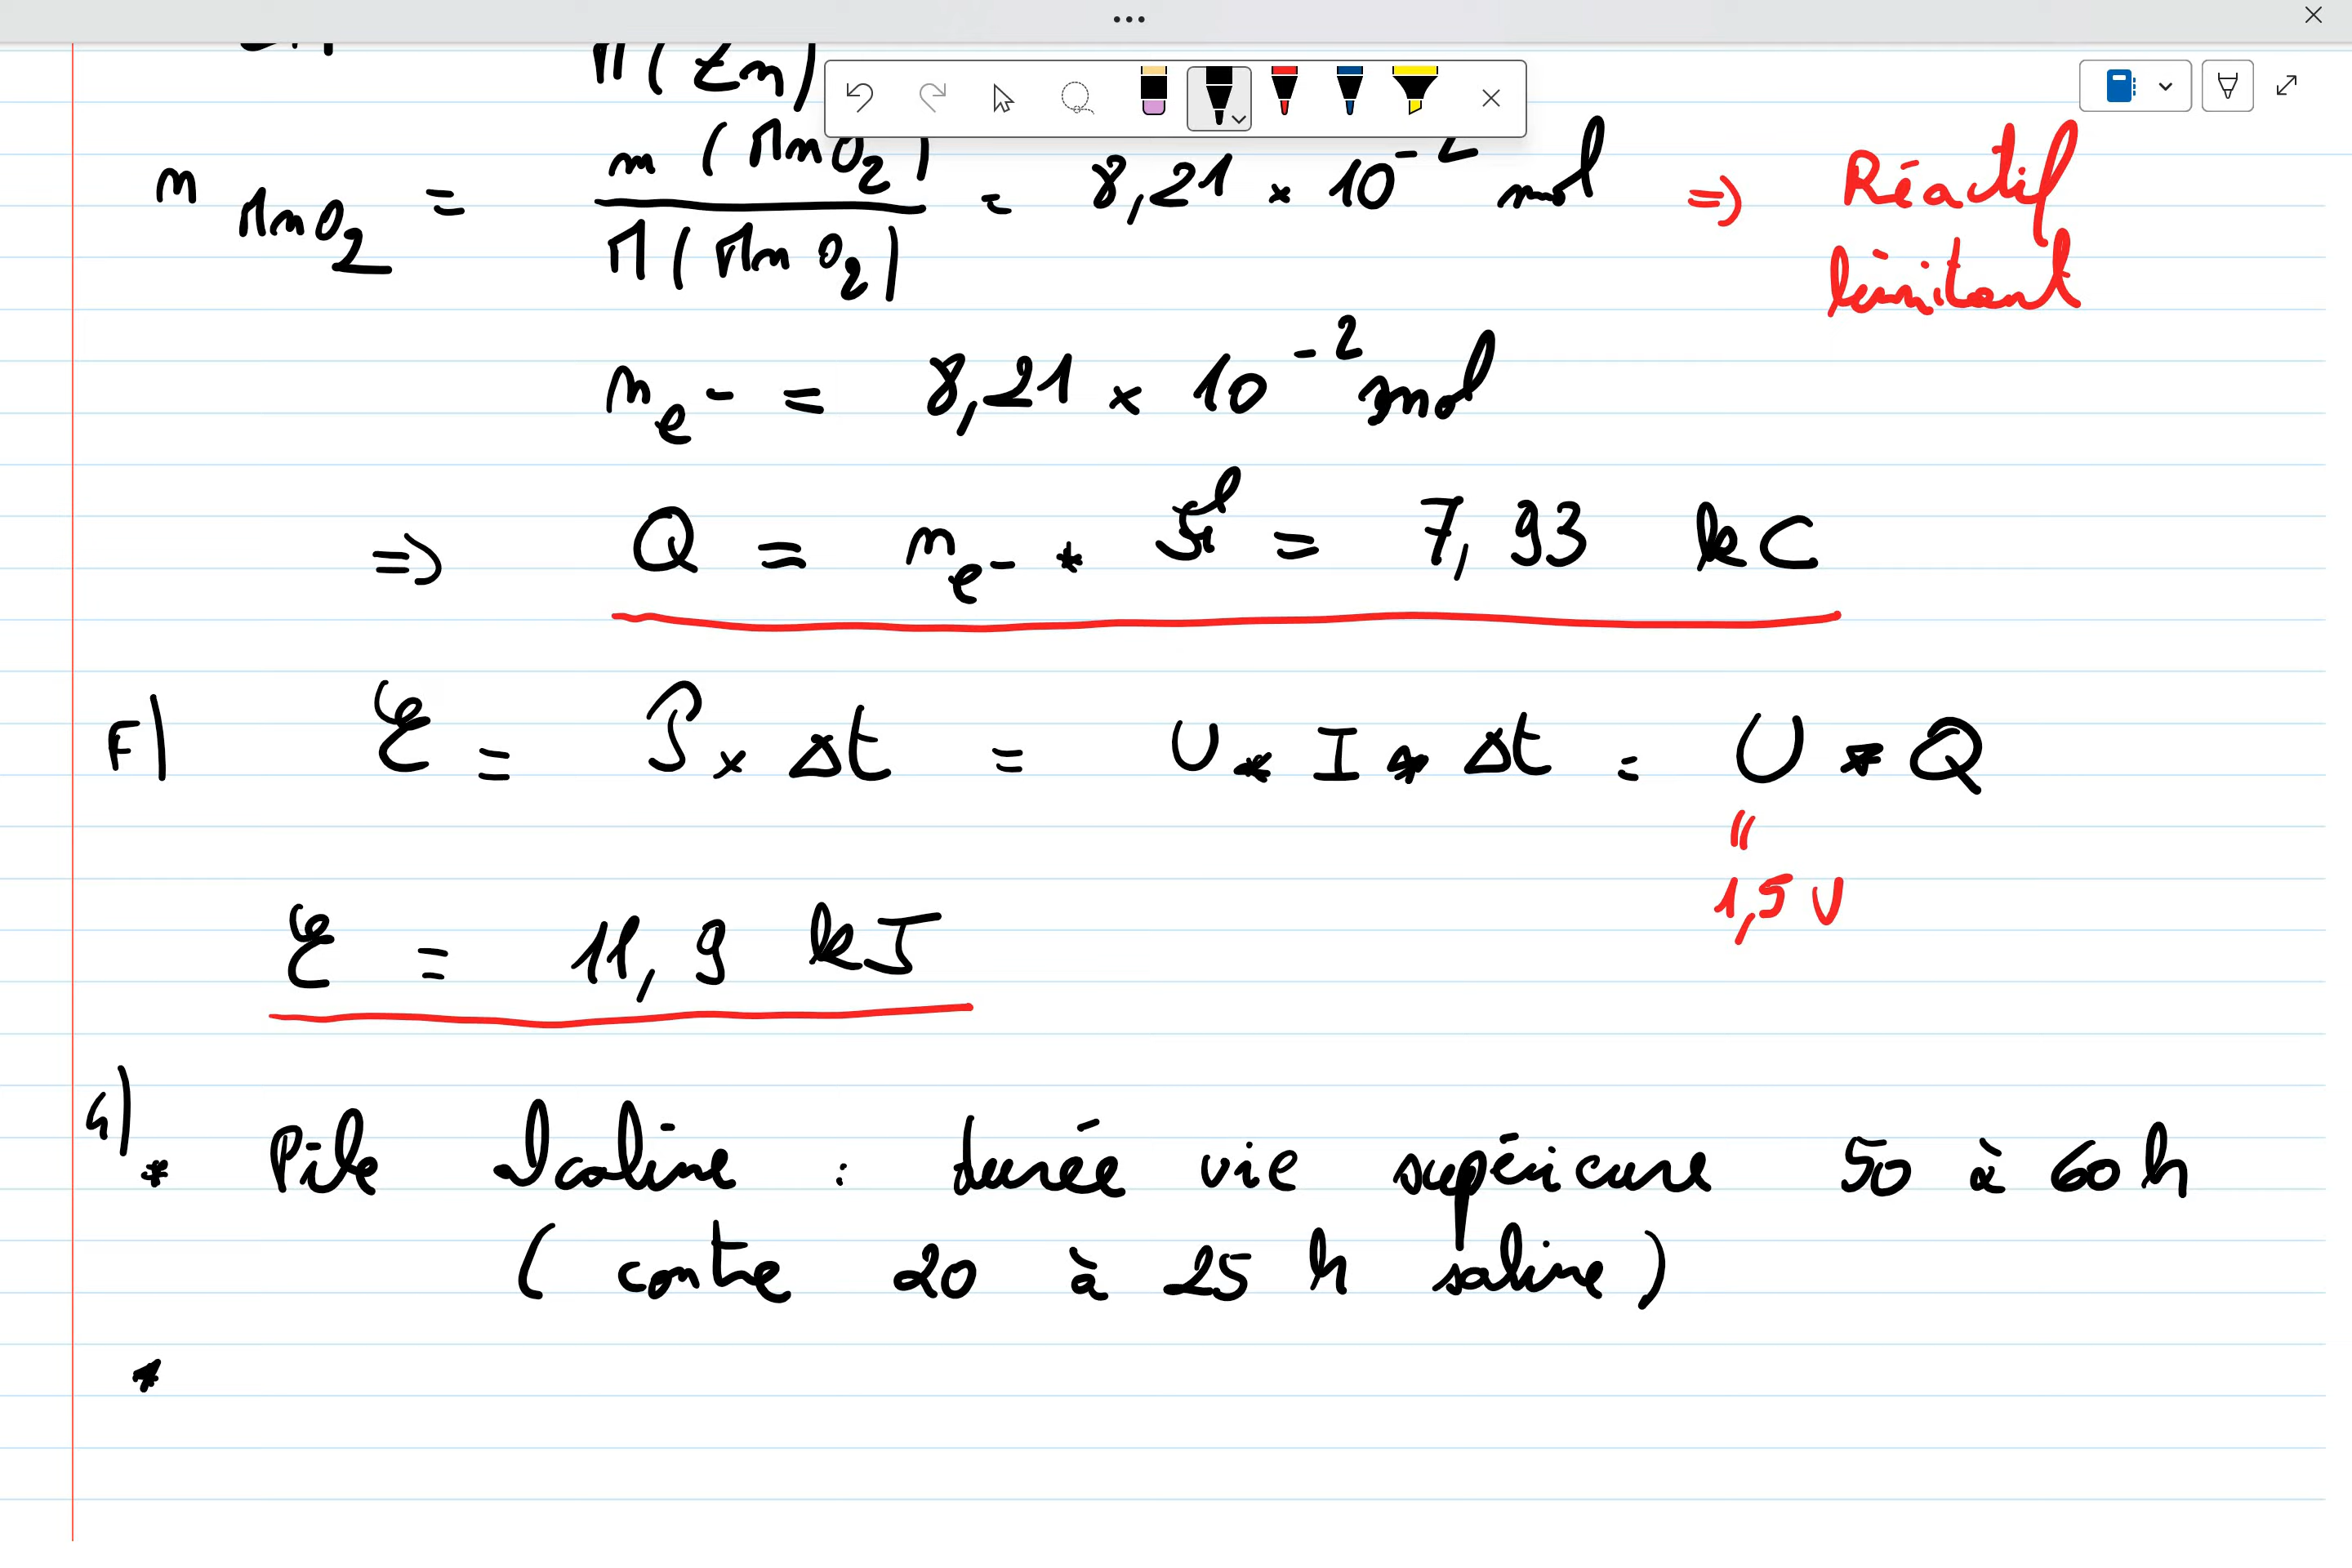 M(Zn)
n MnO2 = m(MnO2) / M(MnO2) = 8,21 × 10^-2 mol ⇒ Réactif limitant
n e- = 8,21 × 10^-2 mol
⇒ Q = n e- * F = 7,93 kC
F) E = P × Δt = U * I * Δt = U * Q
= 1,5 V
E = 11,9 kJ
4) * Pile lcaline : durée vie supérieure 50 à 60 h
(contre 20 à 25 h saline)
*